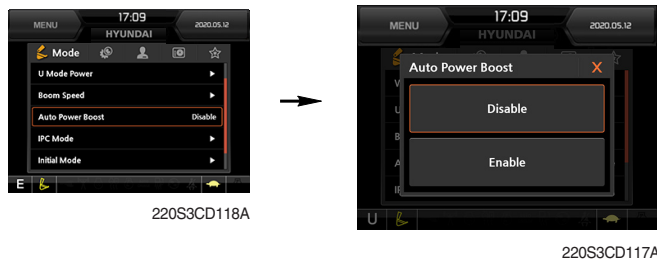 MENU 17:09 2020.05.12
HYUNDAI
Mode
U Mode Power
Boom Speed
Auto Power Boost Disable
IPC Mode
Initial Mode
E
220S3CD118A
MENU 17:09 2020.05.12
HYUNDAI
Auto Power Boost X
Disable
Enable
U
220S3CD117A